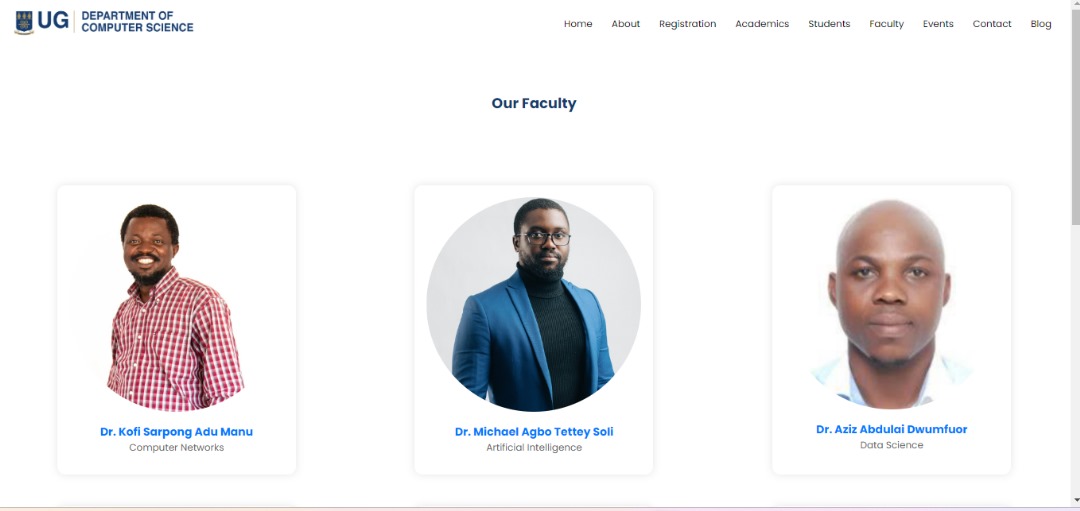 UG
DEPARTMENT OF
COMPUTER SCIENCE
Home About Registration Academics Students Faculty Events Contact Blog
Our Faculty
Dr. Kofi Sarpong Adu Manu
Computer Networks
Dr. Michael Agbo Tettey Soli
Artificial Intelligence
Dr. Aziz Abdulai Dwumfuor
Data Science